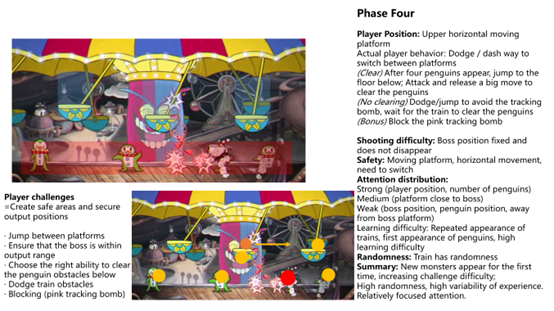 Phase Four
Player Position: Upper horizontal moving
platform
Actual player behavior: Dodge / dash way to
switch between platforms
(Clear) After four penguins appear, jump to the
floor below; Attack and release a big move to
clear the penguins
(No clearing) Dodge/jump to avoid the tracking
bomb, wait for the train to clear the penguins
(Bonus) Block the pink tracking bomb
Shooting difficulty: Boss position fixed and
does not disappear
Safety: Moving platform, horizontal movement,
need to switch
Attention distribution:
Strong (player position, number of penguins)
Medium (platform close to boss)
Weak (boss position, penguin position, away
from boss platform)
Learning difficulty: Repeated appearance of
trains, first appearance of penguins, high
learning difficulty
Randomness: Train has randomness
Summary: New monsters appear for the first
time, increasing challenge difficulty;
High randomness, high variability of experience.
Relatively focused attention.
Player challenges
=Create safe areas and secure
output positions
· Jump between platforms
· Ensure that the boss is within
output range
· Choose the right ability to clear
the penguin obstacles below
· Dodge train obstacles
· Blocking (pink tracking bomb)